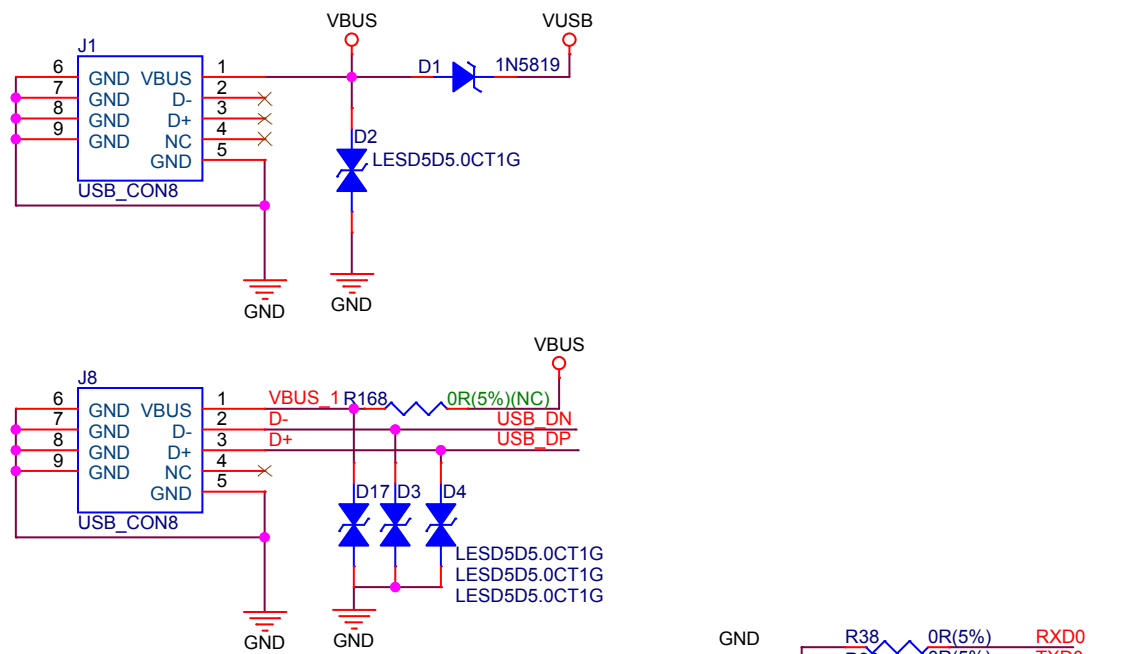 VBUS VUSB
J1
D1 1N5819
6 GND VBUS 1
7 GND D- 2
8 GND D+ 3
9 GND NC 4
GND 5
USB_CON8
D2
LESD5D5.0CT1G
GND GND
VBUS
J8
6 GND VBUS 1 VBUS_1 R168 0R(5%)(NC)
7 GND D- 2 D- USB_DN
8 GND D+ 3 D+ USB_DP
9 GND NC 4
GND 5
USB_CON8
D17 D3 D4
LESD5D5.0CT1G
LESD5D5.0CT1G
LESD5D5.0CT1G
GND GND
GND R38 0R(5%) RXD0
0R(5%) TXD0